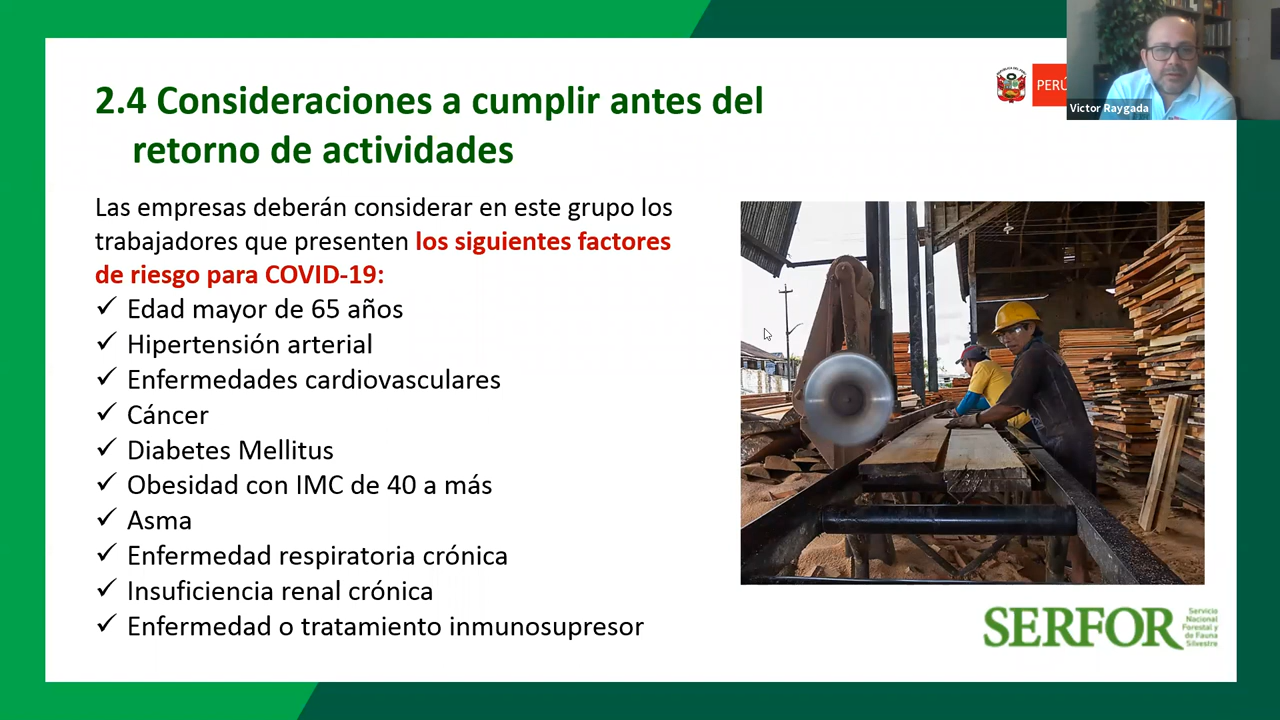 2.4 Consideraciones a cumplir antes del
retorno de actividades
PERÚ
Victor Raygada
Las empresas deberán considerar en este grupo los
trabajadores que presenten los siguientes factores
de riesgo para COVID-19:
✓ Edad mayor de 65 años
✓ Hipertensión arterial
✓ Enfermedades cardiovasculares
✓ Cáncer
✓ Diabetes Mellitus
✓ Obesidad con IMC de 40 a más
✓ Asma
✓ Enfermedad respiratoria crónica
✓ Insuficiencia renal crónica
✓ Enfermedad o tratamiento inmunosupresor
SERFOR
Servicio
Nacional
Forestal y
de Fauna
Silvestre